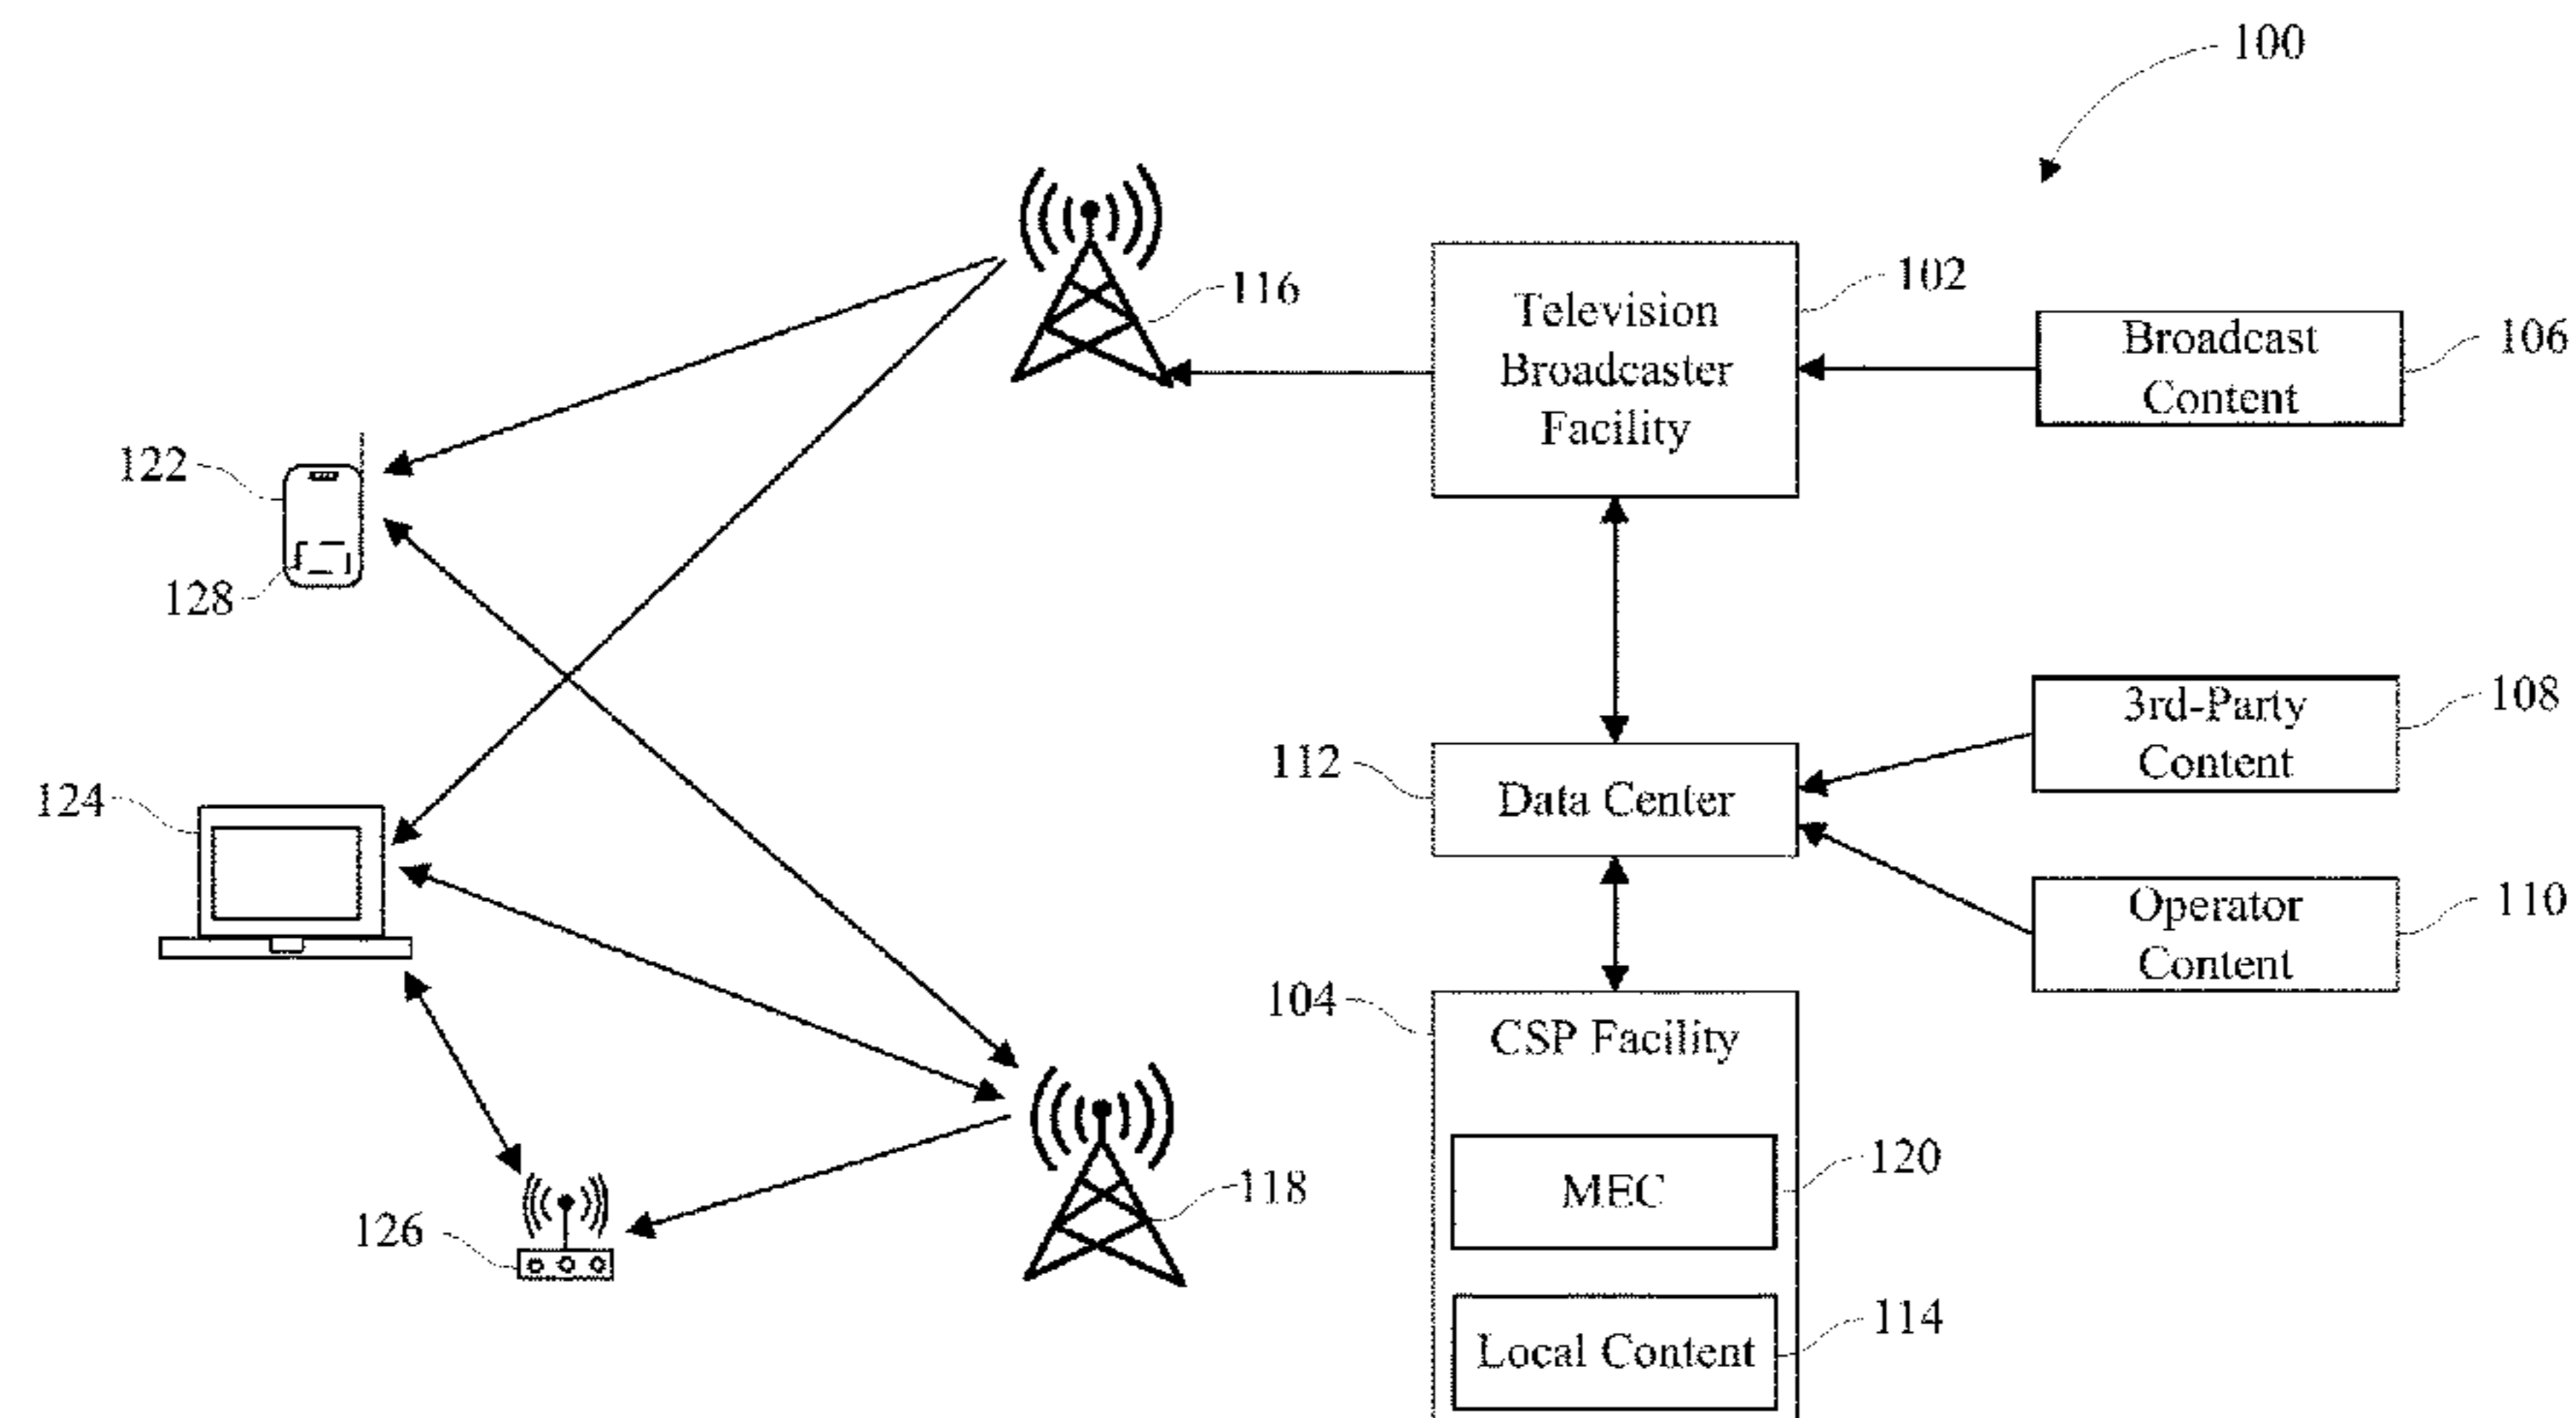 100
116
Television
Broadcaster
Facility
102
Broadcast
Content
106
122
128
3rd-Party
Content
108
112
Data Center
124
Operator
Content
110
104
CSP Facility
MEC
120
118
126
Local Content
114